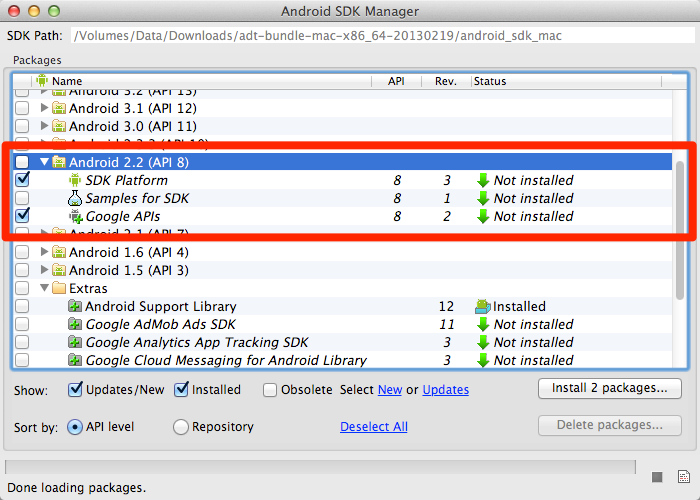 Android SDK Manager
SDK Path: /Volumes/Data/Downloads/adt-bundle-mac-x86_64-20130219/android_sdk_mac
Packages
Name API Rev. Status
Android 3.2 (API 13)
Android 3.1 (API 12)
Android 3.0 (API 11)
Android 2.2 (API 8)
SDK Platform 8 3 Not installed
Samples for SDK 8 1 Not installed
Google APIs 8 2 Not installed
Android 2.1 (API 7)
Android 1.6 (API 4)
Android 1.5 (API 3)
Extras
Android Support Library 12 Installed
Google AdMob Ads SDK 11 Not installed
Google Analytics App Tracking SDK 3 Not installed
Google Cloud Messaging for Android Library 3 Not installed
Show: Updates/New Installed Obsolete Select New or Updates Install 2 packages...
Sort by: API level Repository Deselect All Delete packages...
Done loading packages.